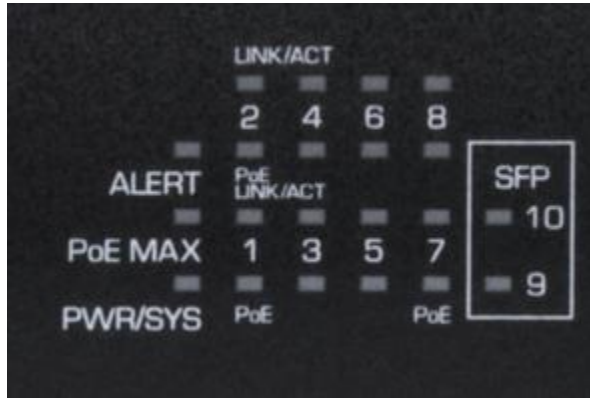 LINK/ACT
2 4 6 8
ALERT PoE SFP
LINK/ACT
10
PoE MAX 1 3 5 7
9
PWR/SYS PoE PoE